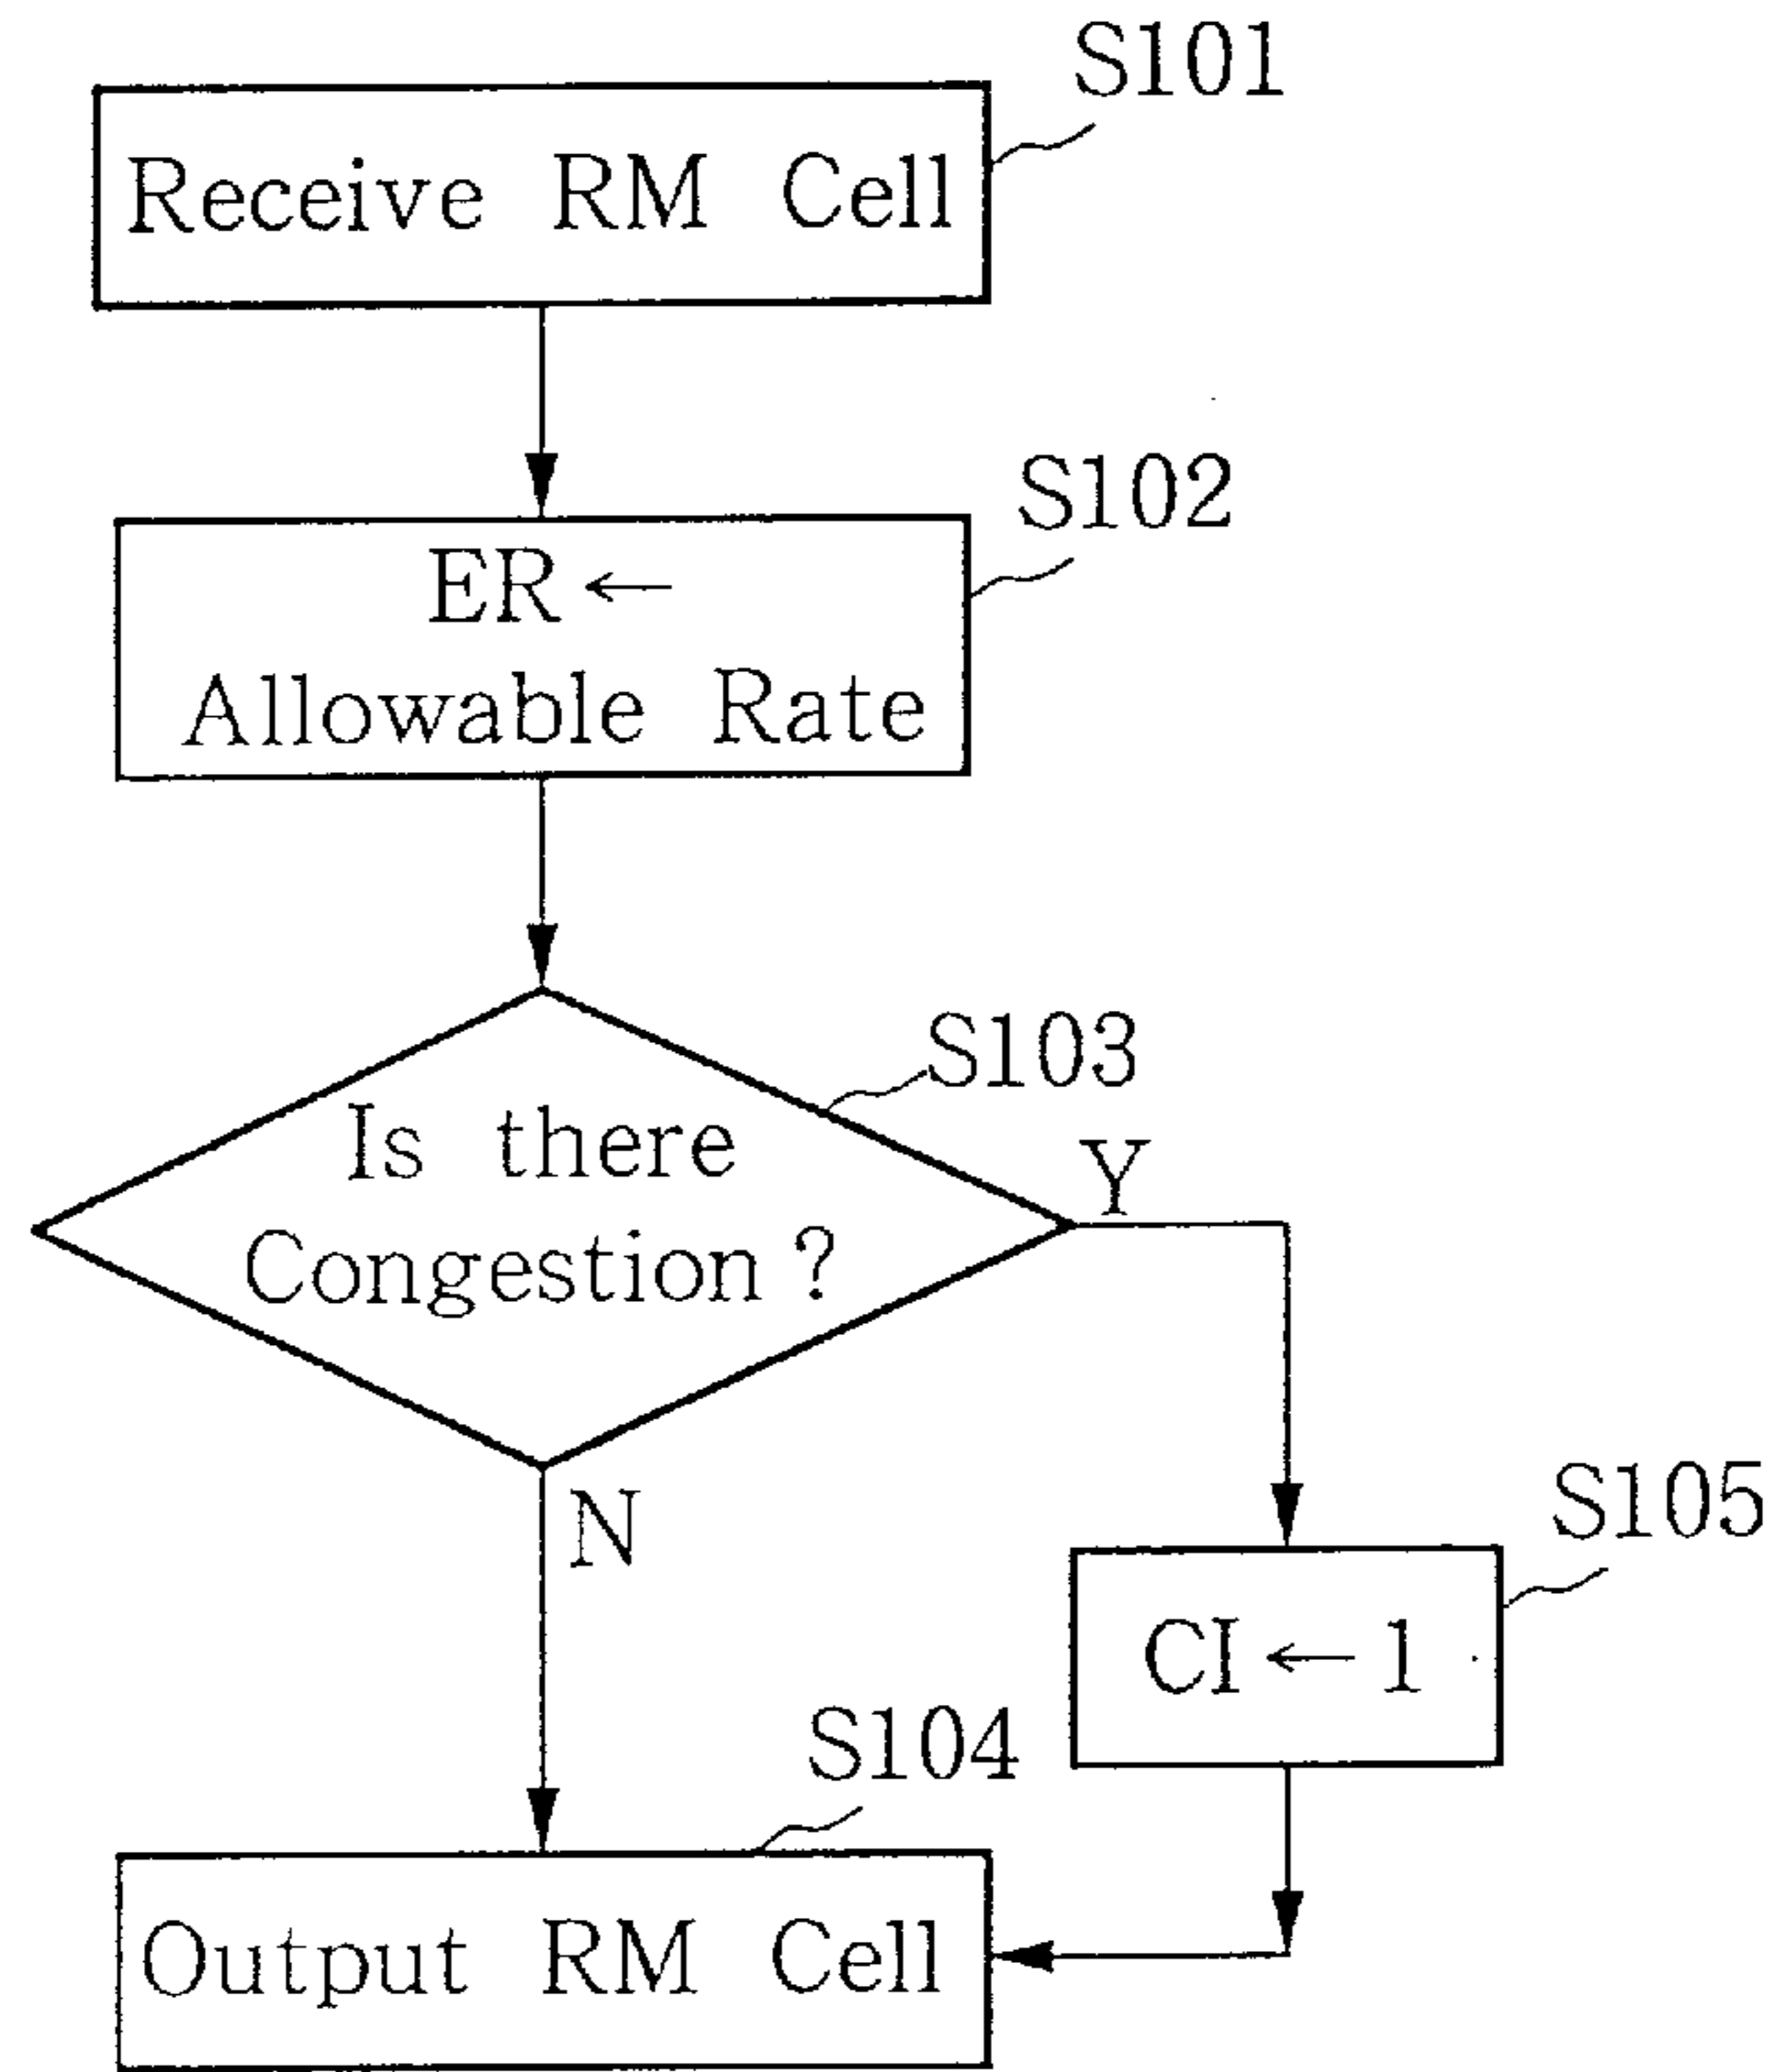 S101
Receive RM Cell
S102
ER ←
Allowable Rate
S103
Is there
Congestion ?
Y
N
S105
CI ← 1
S104
Output RM Cell